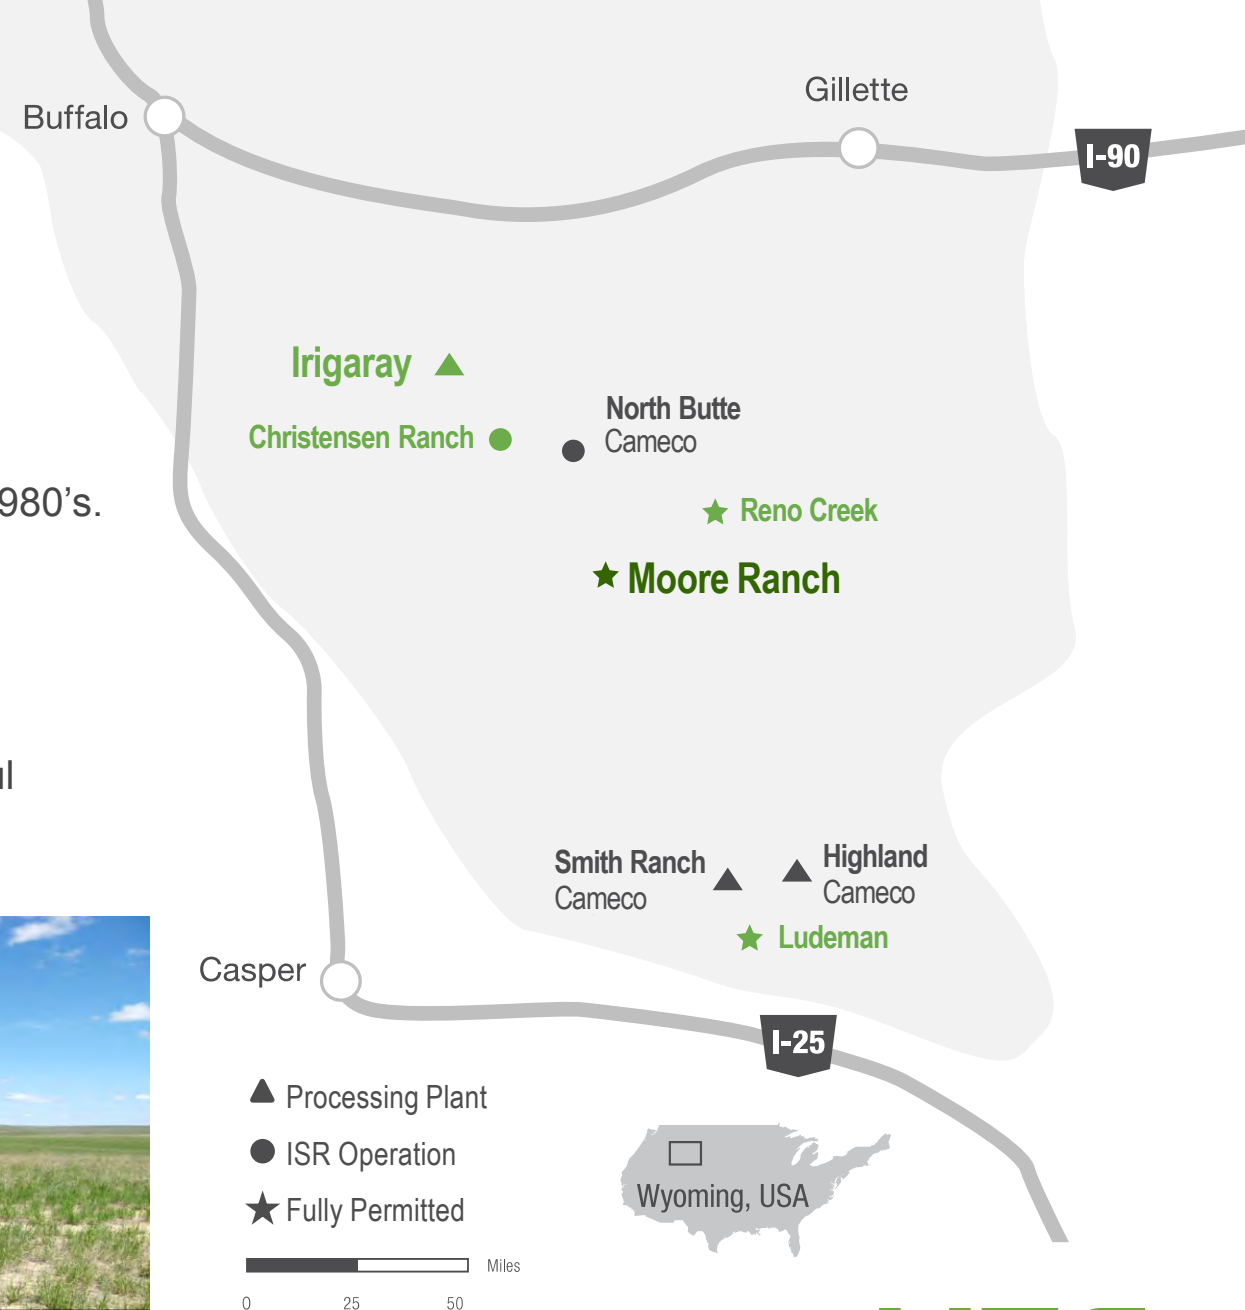 Gillette
Buffalo
I-90
Irigaray
North Butte
Cameco
Christensen Ranch
980's.
Reno Creek
Moore Ranch
Smith Ranch
Cameco
Highland
Cameco
Ludeman
Casper
I-25
Processing Plant
ISR Operation
Fully Permitted
Wyoming, USA
Miles
0 25 50